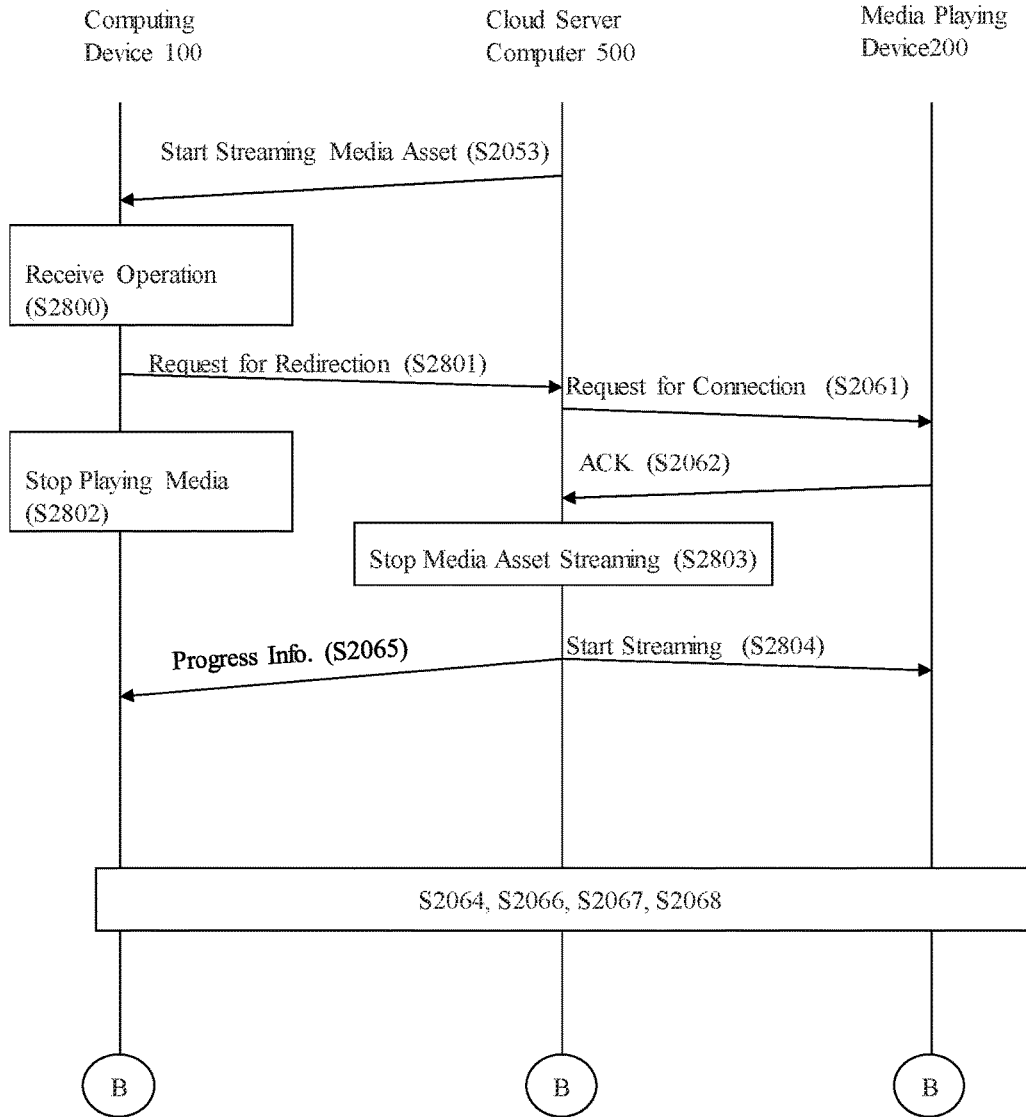 Computing
Device 100
Cloud Server
Computer 500
Media Playing
Device200
Start Streaming Media Asset (S2053)
Receive Operation
(S2800)
Request for Redirection (S2801)
Request for Connection (S2061)
Stop Playing Media
(S2802)
ACK (S2062)
Stop Media Asset Streaming (S2803)
Progress Info. (S2065)
Start Streaming (S2804)
S2064, S2066, S2067, S2068
B
B
B